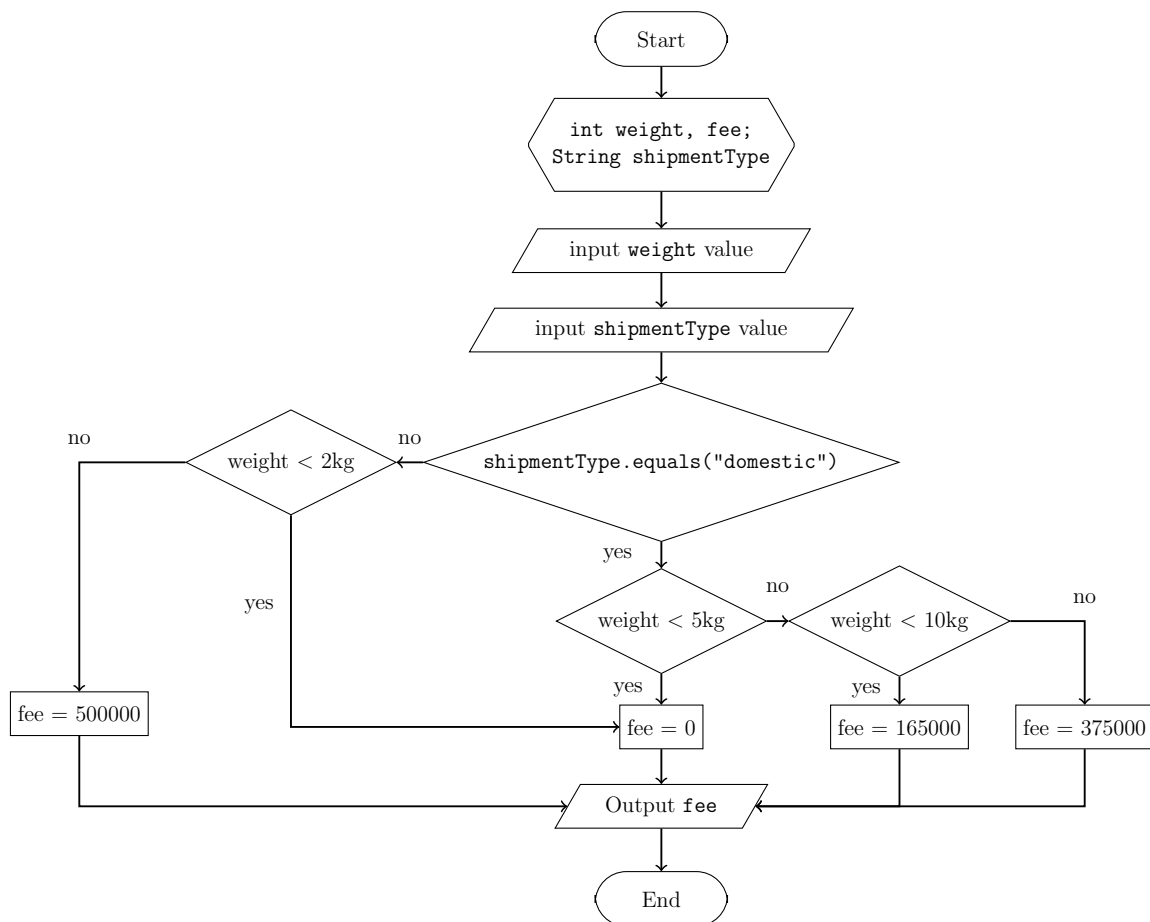 Start
int weight, fee;
String shipmentType
input weight value
input shipmentType value
no
weight < 2kg
no
shipmentType.equals("domestic")
yes
yes
weight < 5kg
no
weight < 10kg
no
yes
yes
fee = 500000
fee = 0
fee = 165000
fee = 375000
Output fee
End